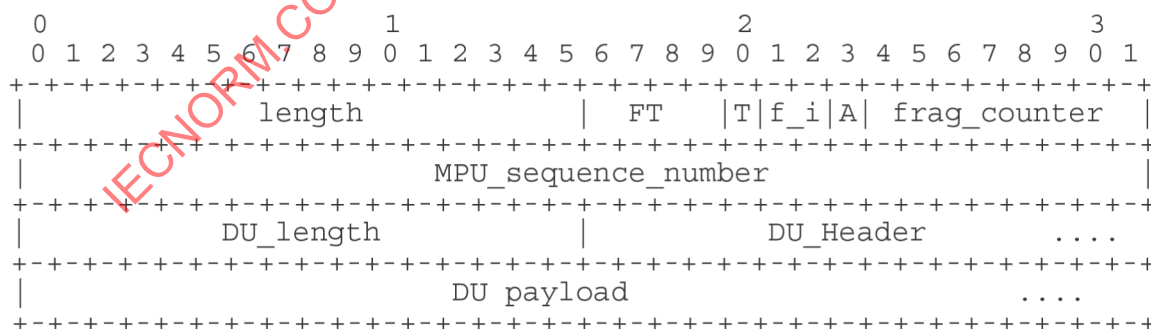 0                   1                   2                   3
0 1 2 3 4 5 6 7 8 9 0 1 2 3 4 5 6 7 8 9 0 1 2 3 4 5 6 7 8 9 0 1
+-+-+-+-+-+-+-+-+-+-+-+-+-+-+-+-+-+-+-+-+-+-+-+-+-+-+-+-+-+-+-+-+
|             length            |   FT  |T|f_i|A| frag_counter  |
+-+-+-+-+-+-+-+-+-+-+-+-+-+-+-+-+-+-+-+-+-+-+-+-+-+-+-+-+-+-+-+-+
|                       MPU_sequence_number                     |
+-+-+-+-+-+-+-+-+-+-+-+-+-+-+-+-+-+-+-+-+-+-+-+-+-+-+-+-+-+-+-+-+
|           DU_length           |          DU_Header       ....
+-+-+-+-+-+-+-+-+-+-+-+-+-+-+-+-+-+-+-+-+-+-+-+-+-+-+-+-+-+-+-+-+
|                        DU payload                      ....
+-+-+-+-+-+-+-+-+-+-+-+-+-+-+-+-+-+-+-+-+-+-+-+-+-+-+-+-+-+-+-+-+
IECNORM.CO